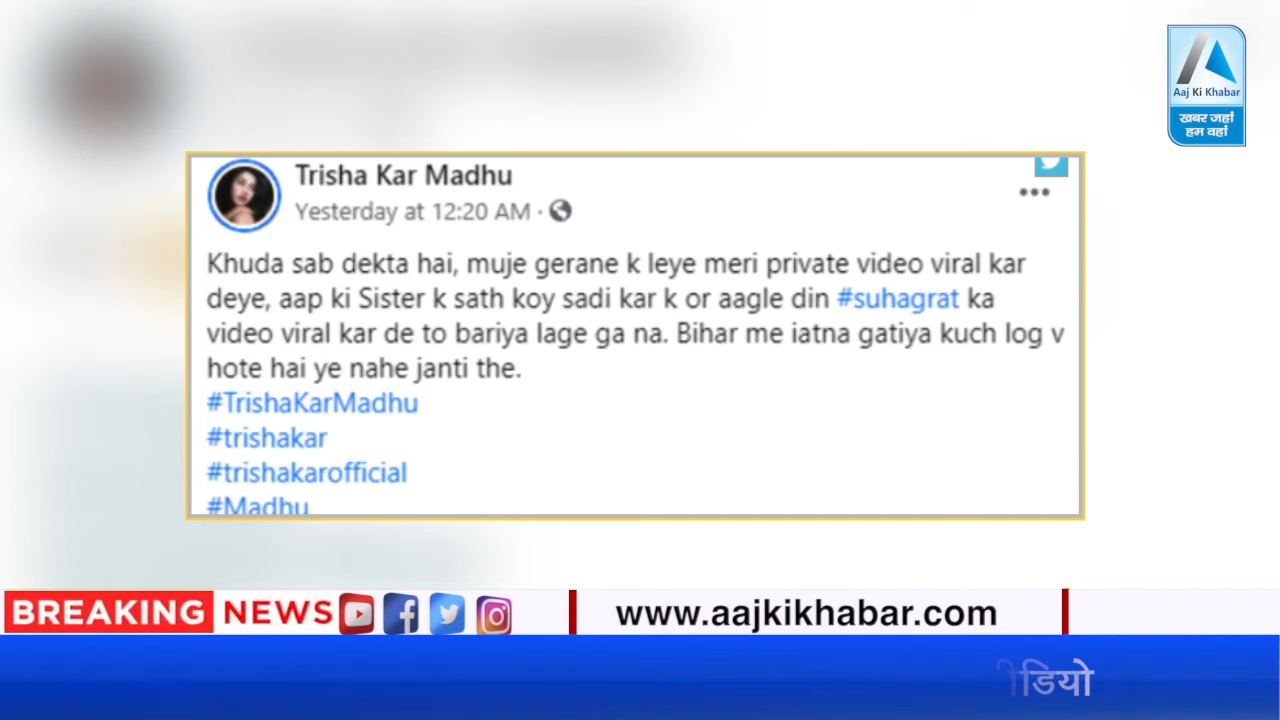 Aaj Ki Khabar
खबर जहां
हम वहां
Trisha Kar Madhu
Yesterday at 12:20 AM ·
Khuda sab dekta hai, muje gerane k leye meri private video viral kar
deye, aap ki Sister k sath koy sadi kar k or aagle din #suhagrat ka
video viral kar de to bariya lage ga na. Bihar me iatna gatiya kuch log v
hote hai ye nahe janti the.
#TrishaKarMadhu
#trishakar
#trishakarofficial
#Madhu
BREAKING NEWS
www.aajkikhabar.com